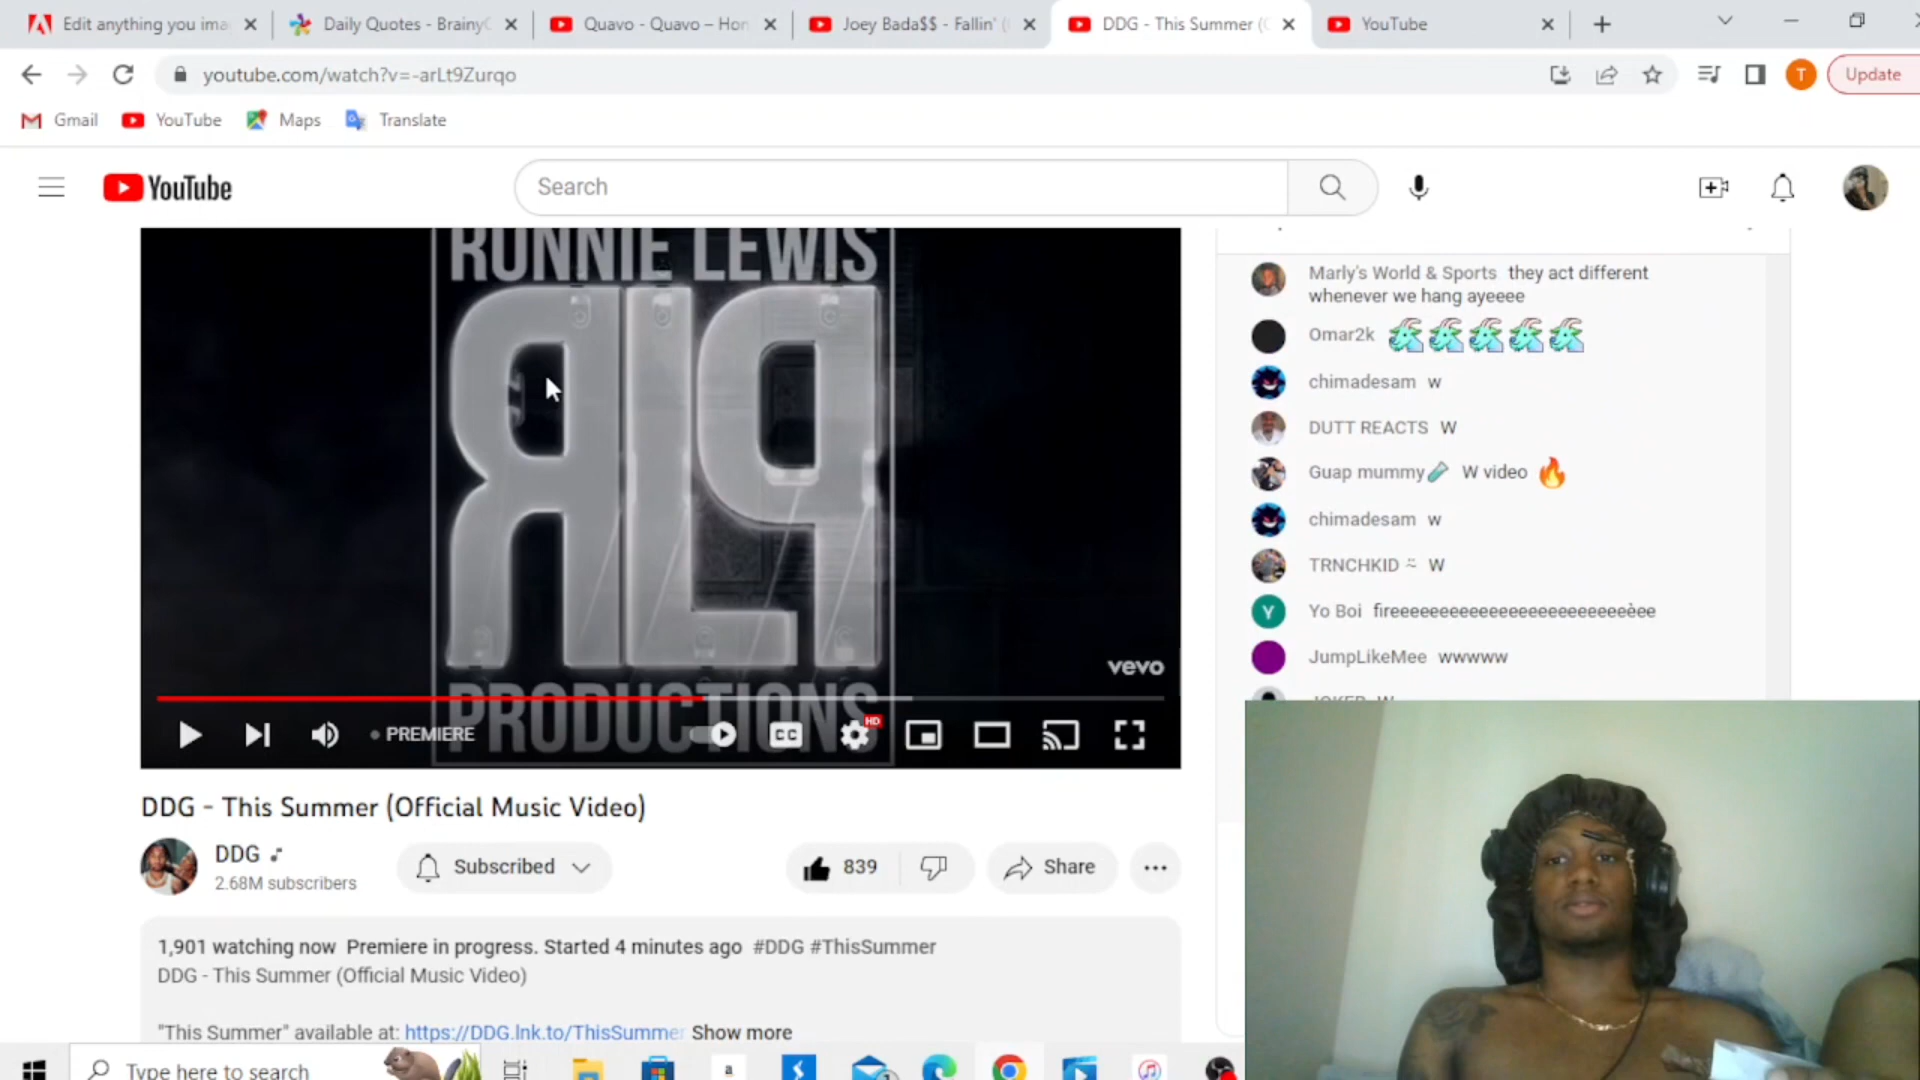 Edit anything you ima
Daily Quotes - Brainy
Quavo - Quavo – Hon
Joey Bada$$ - Fallin' (
DDG - This Summer (
YouTube
youtube.com/watch?v=-arLt9Zurqo
T
Update
Gmail
YouTube
Maps
Translate
YouTube
Search
RONNIE LEWIS
RLP
PRODUCTIONS
vevo
PREMIERE
CC
HD
Marly's World & Sports they act different
whenever we hang ayeeee
Omar2k
chimadesam w
DUTT REACTS W
Guap mummy🧪 W video 🔥
chimadesam w
TRNCHKID W
Y
Yo Boi fireeeeeeeeeeeeeeeeeeeeeeeeèee
JumpLikeMee wwwww
JOKER W
DDG - This Summer (Official Music Video)
DDG
2.68M subscribers
Subscribed
839
Share
1,901 watching now Premiere in progress. Started 4 minutes ago #DDG #ThisSummer
DDG - This Summer (Official Music Video)
"This Summer" available at: https://DDG.lnk.to/ThisSummer Show more
Type here to search
a